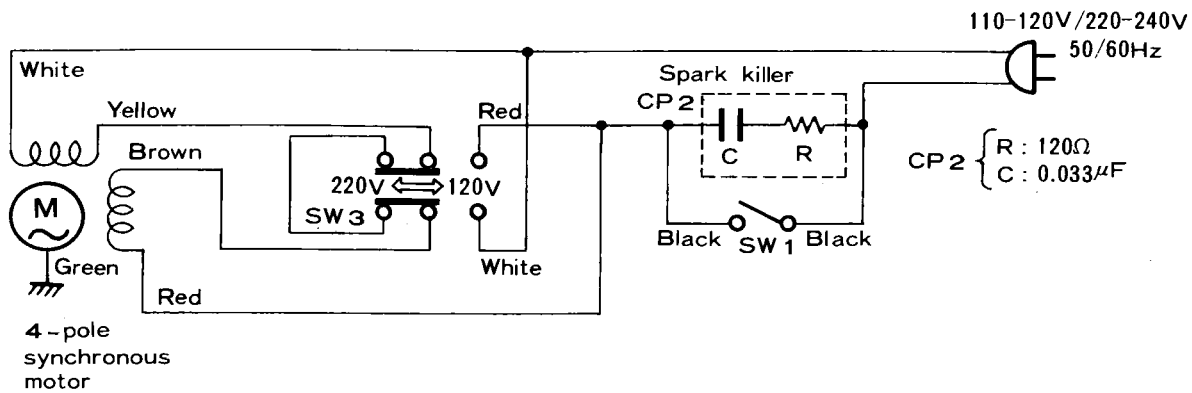 110-120V/220-240V
50/60Hz
White
Spark killer
CP2
Yellow
Red
Brown
C
R
CP2
R : 120Ω
C : 0.033μF
220V
120V
SW3
M
Black
SW1
Black
White
Green
Red
4-pole
synchronous
motor